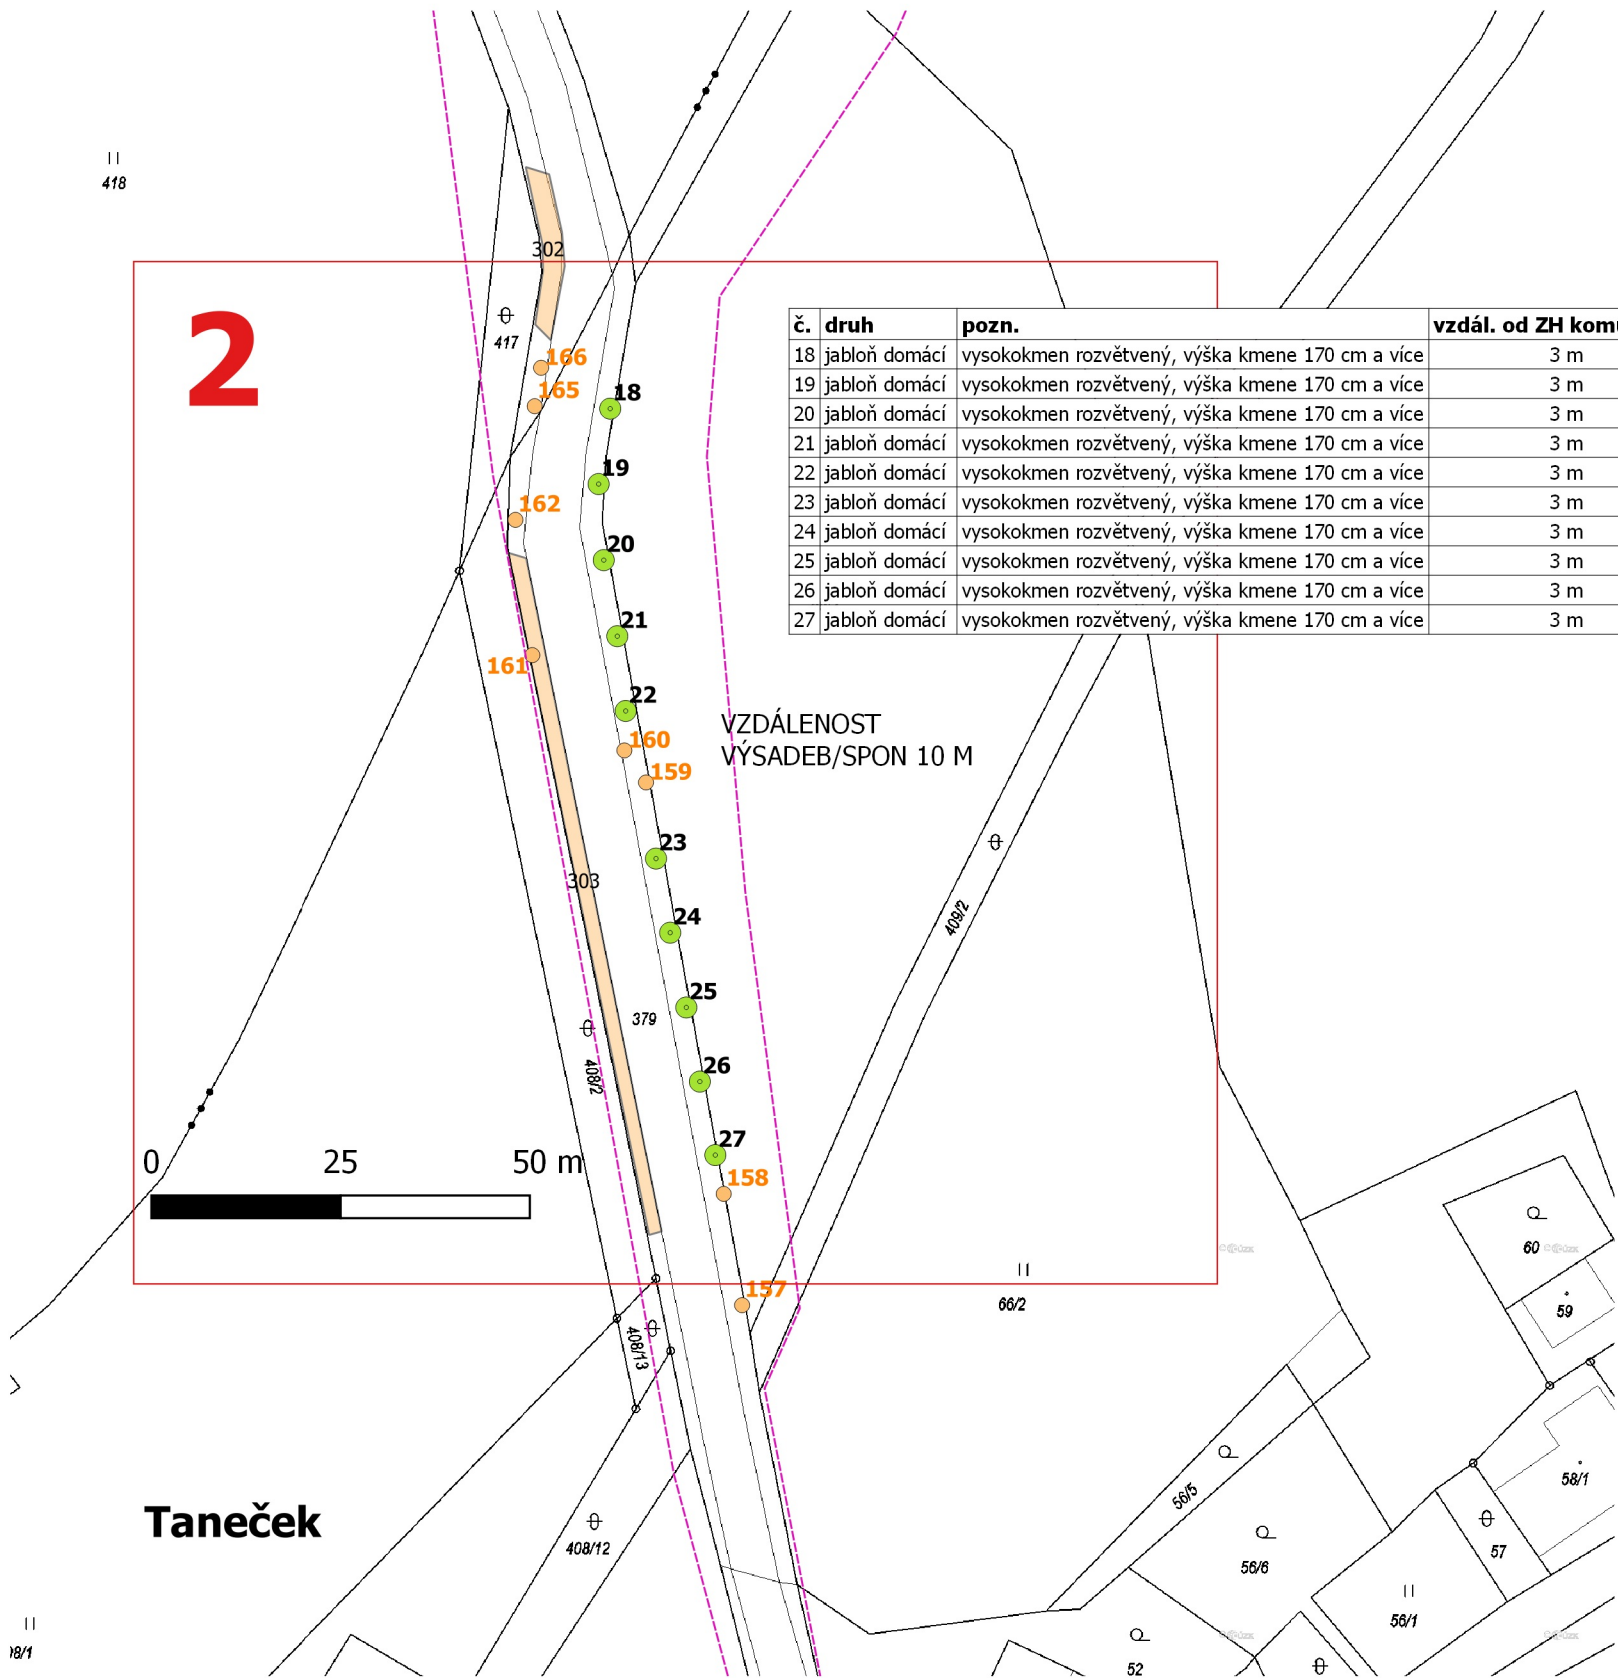 418
302
2
417
166
165
18
19
162
20
21
161
22
160
159
23
303
24
25
379
26
408/2
27
158
157
č. druh pozn. vzdál. od ZH
18 jabloň domácí vysokokmen rozvětvený, výška kmene 170 cm a více 3 m
19 jabloň domácí vysokokmen rozvětvený, výška kmene 170 cm a více 3 m
20 jabloň domácí vysokokmen rozvětvený, výška kmene 170 cm a více 3 m
21 jabloň domácí vysokokmen rozvětvený, výška kmene 170 cm a více 3 m
22 jabloň domácí vysokokmen rozvětvený, výška kmene 170 cm a více 3 m
23 jabloň domácí vysokokmen rozvětvený, výška kmene 170 cm a více 3 m
24 jabloň domácí vysokokmen rozvětvený, výška kmene 170 cm a více 3 m
25 jabloň domácí vysokokmen rozvětvený, výška kmene 170 cm a více 3 m
26 jabloň domácí vysokokmen rozvětvený, výška kmene 170 cm a více 3 m
27 jabloň domácí vysokokmen rozvětvený, výška kmene 170 cm a více 3 m
VZDÁLENOST
VÝSADEB/SPON 10 M
409/2
0 25 50 m
66/2
60
59
408/13
58/1
56/5
Taneček
408/12
57
56/6
56/1
52